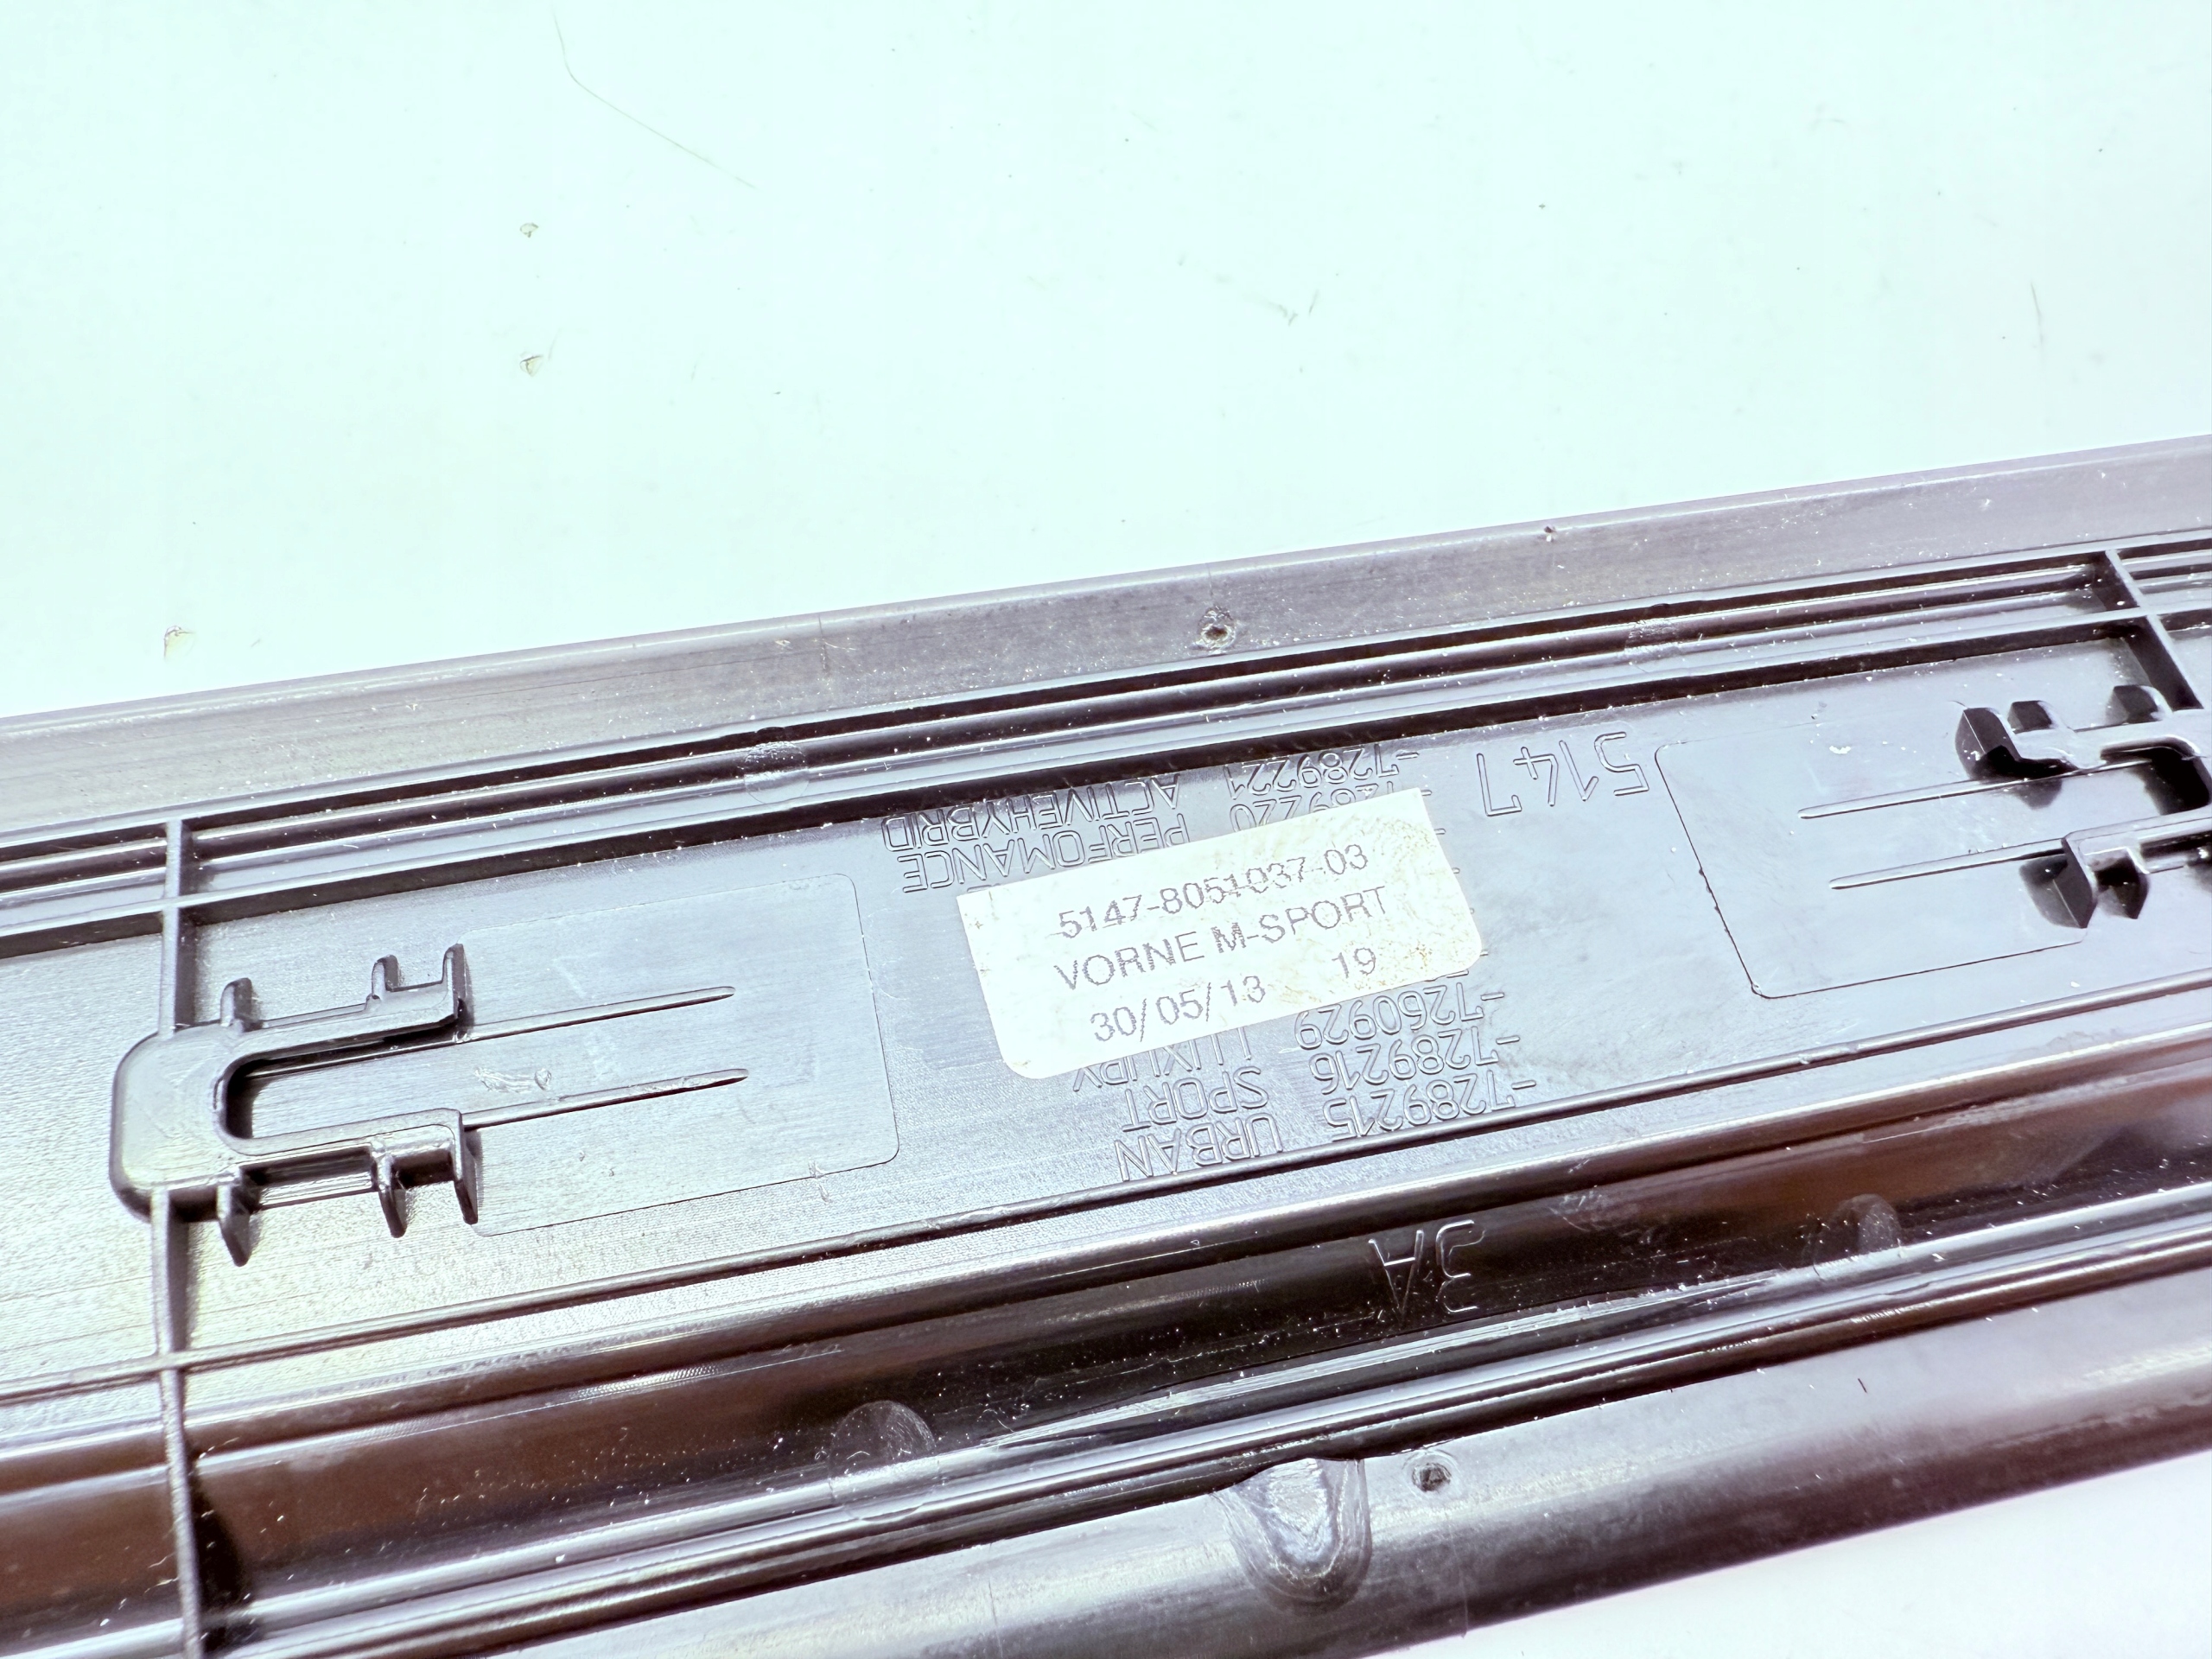 5147-8051037-03
VORNE M-SPORT
30/05/13 19
5147
URBAN -7289215
SPORT -7289216
LUXURY -7260929
PERFOMANCE
ACTIVEHYBRID -7289221
3A